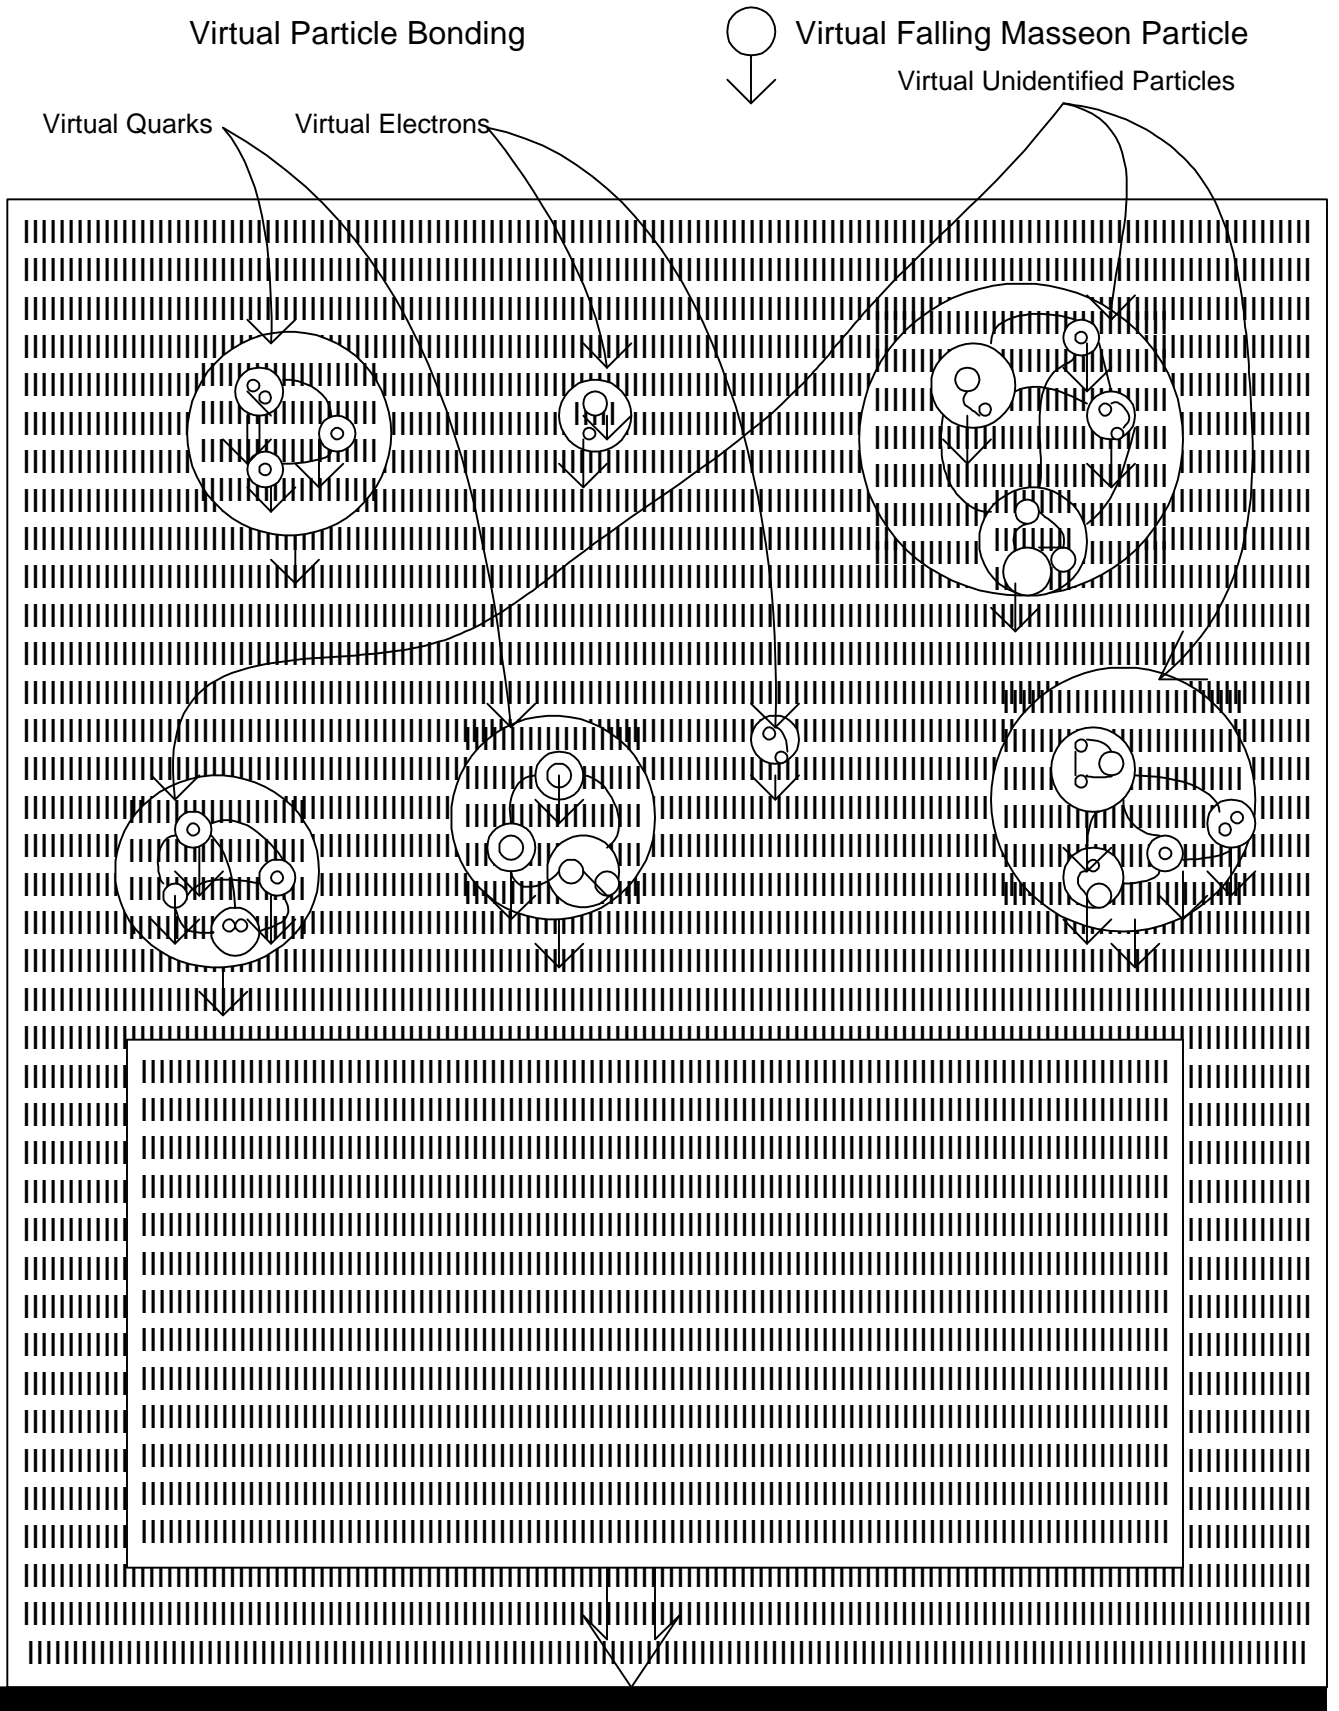 Virtual Particle Bonding
Virtual Falling Masseon Particle
Virtual Unidentified Particles
Virtual Quarks
Virtual Electrons